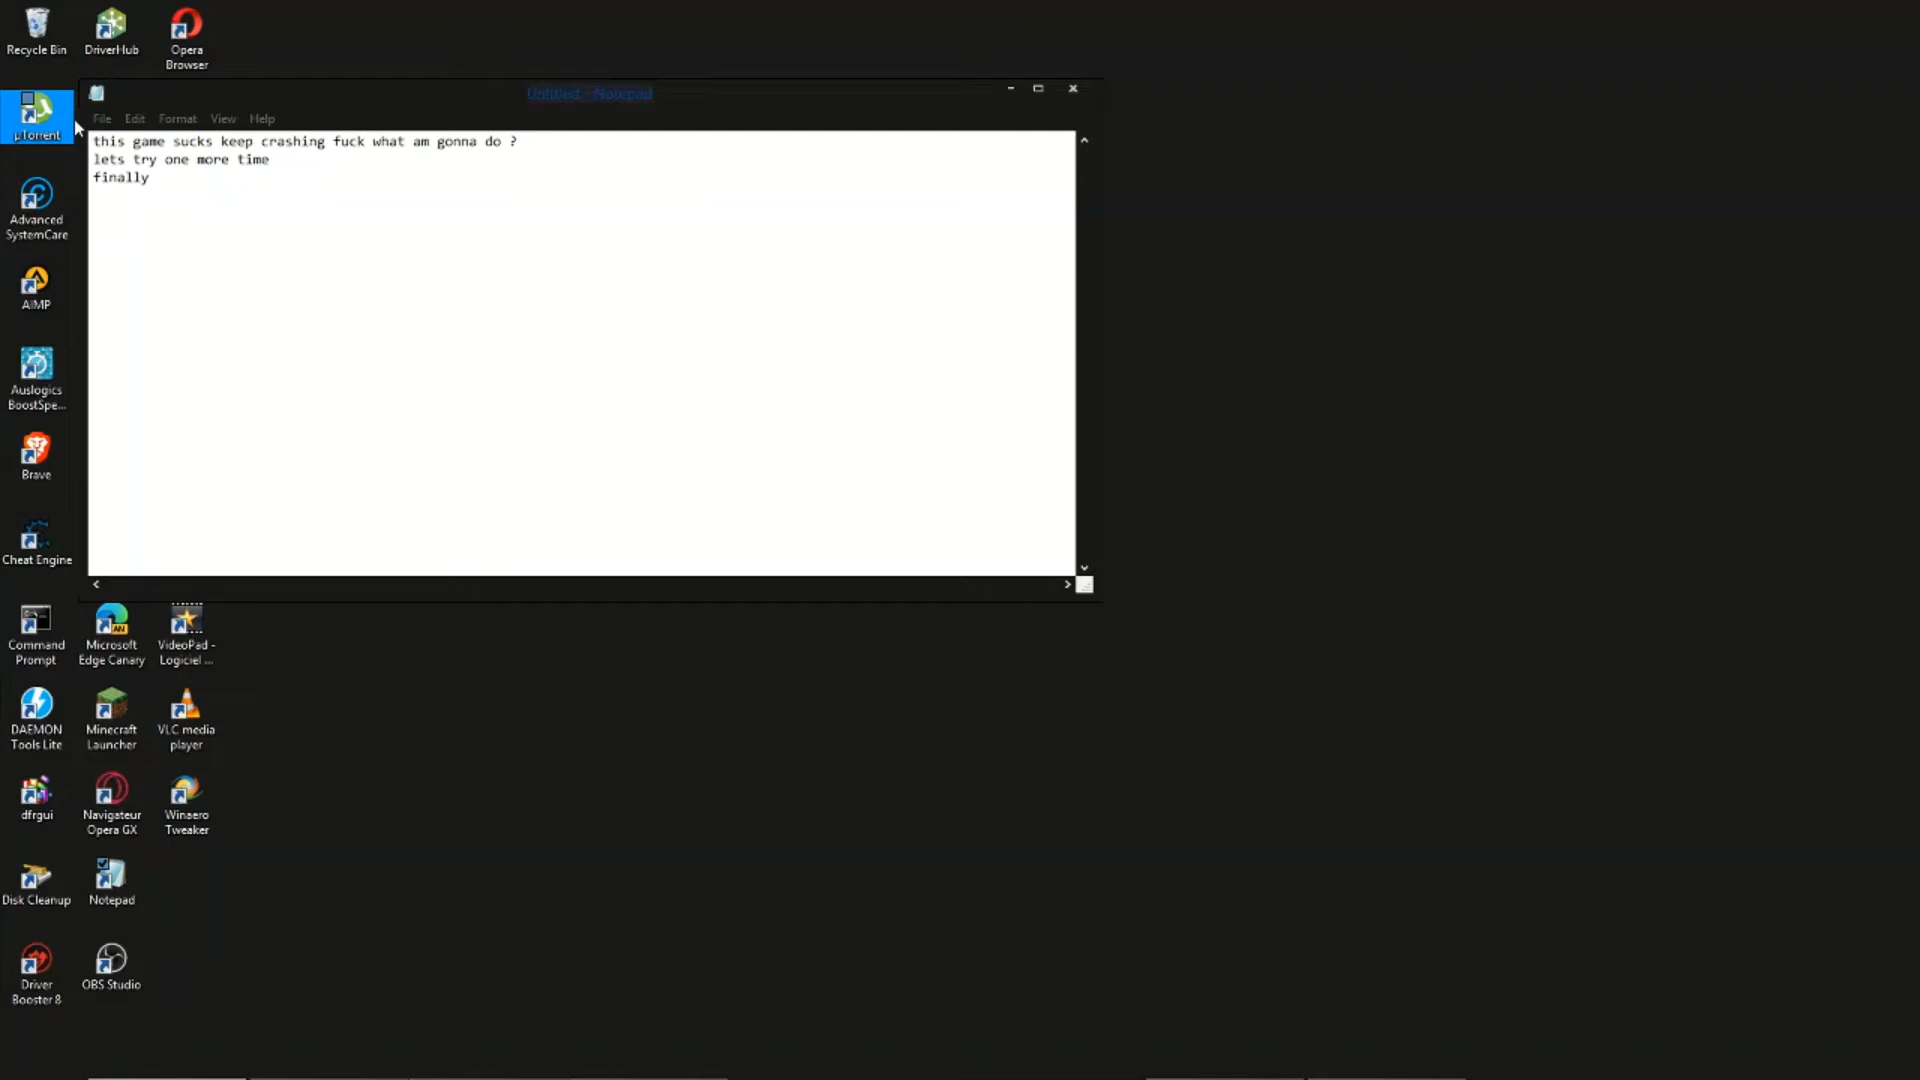 Recycle Bin
DriverHub
Opera
Browser
µTorrent
Untitled - Notepad
File Edit Format View Help
this game sucks keep crashing fuck what am gonna do ?
lets try one more time
finally
Advanced
SystemCare
AIMP
Auslogics
BoostSpe...
Brave
Cheat Engine
Command
Prompt
Microsoft
Edge Canary
VideoPad -
Logiciel ...
DAEMON
Tools Lite
Minecraft
Launcher
VLC media
player
dfrgui
Navigateur
Opera GX
Winaero
Tweaker
Disk Cleanup
Notepad
Driver
Booster 8
OBS Studio